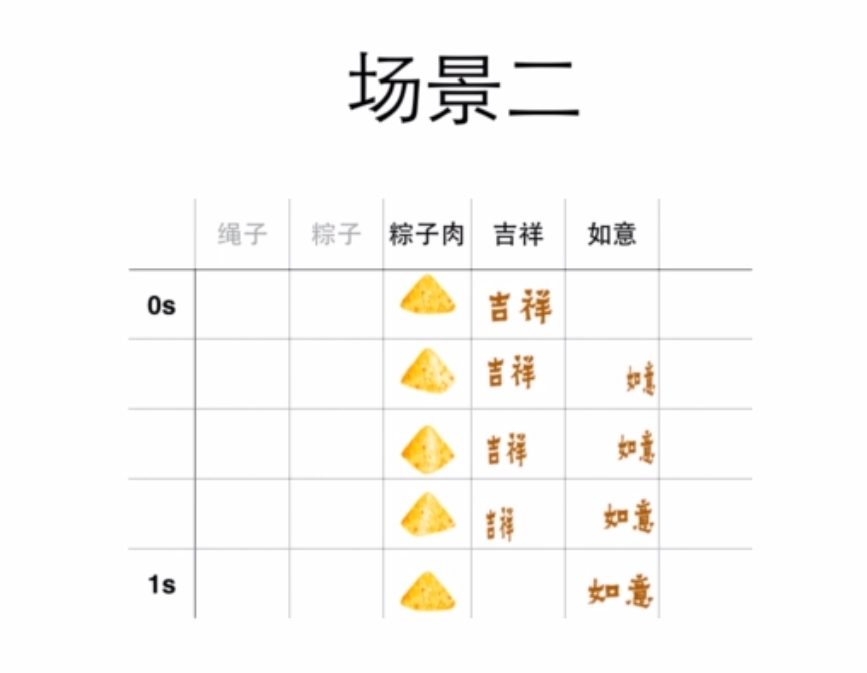 场景二
绳子 粽子 粽子肉 吉祥 如意
0s 吉祥
吉祥 如意
吉祥 如意
吉祥 如意
1s 如意